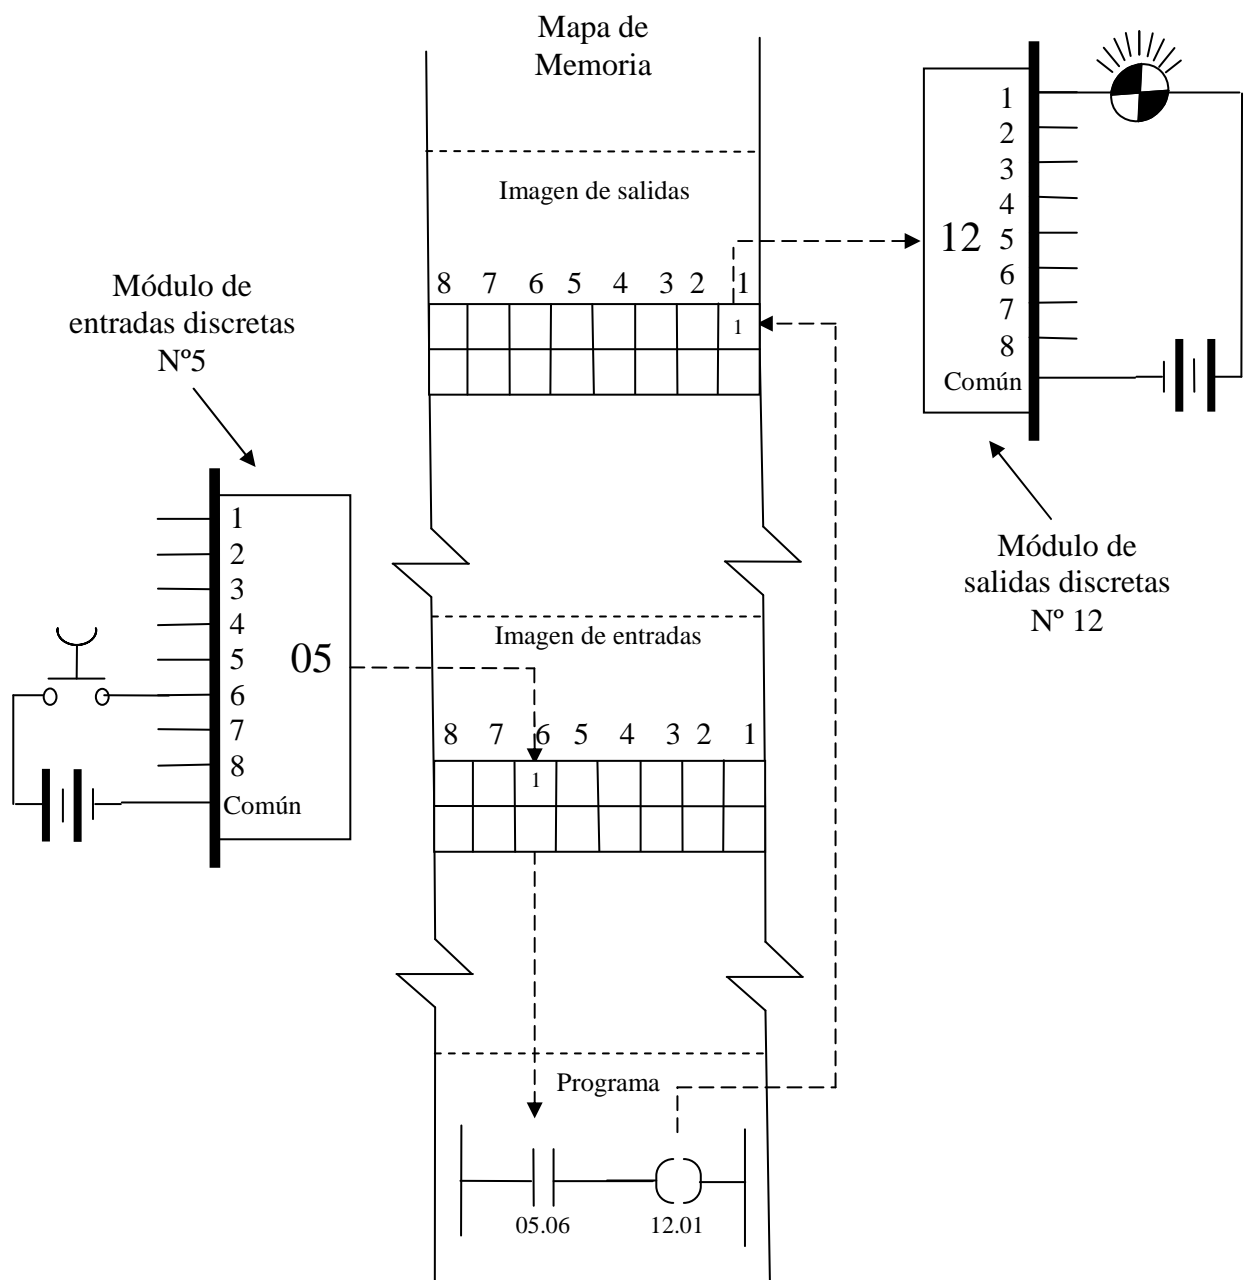 Mapa de
Memoria
Imagen de salidas
8 7 6 5 4 3 2 1
1
12
1
2
3
4
5
6
7
8
Común
Módulo de
salidas discretas
Nº 12
Módulo de
entradas discretas
Nº5
1
2
3
4
5
6
7
8
Común
05
Imagen de entradas
8 7 6 5 4 3 2 1
1
Programa
05.06 12.01